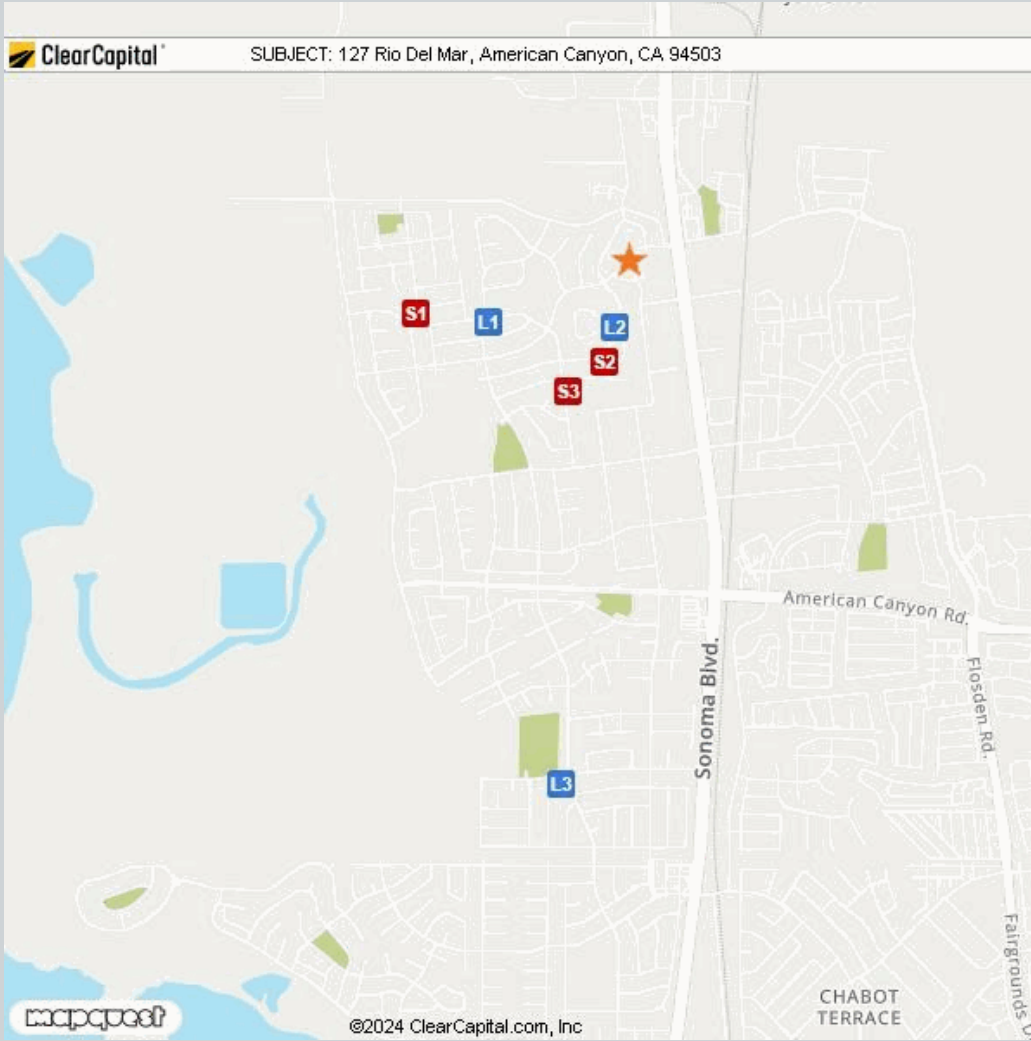 ClearCapital
SUBJECT: 127 Rio Del Mar, American Canyon, CA 94503
S1
L1
L2
S2
S3
American Canyon Rd.
Sonoma Blvd.
Flosden Rd.
L3
Fairgrounds D
CHABOT
TERRACE
mapquest
©2024 ClearCapital.com, Inc